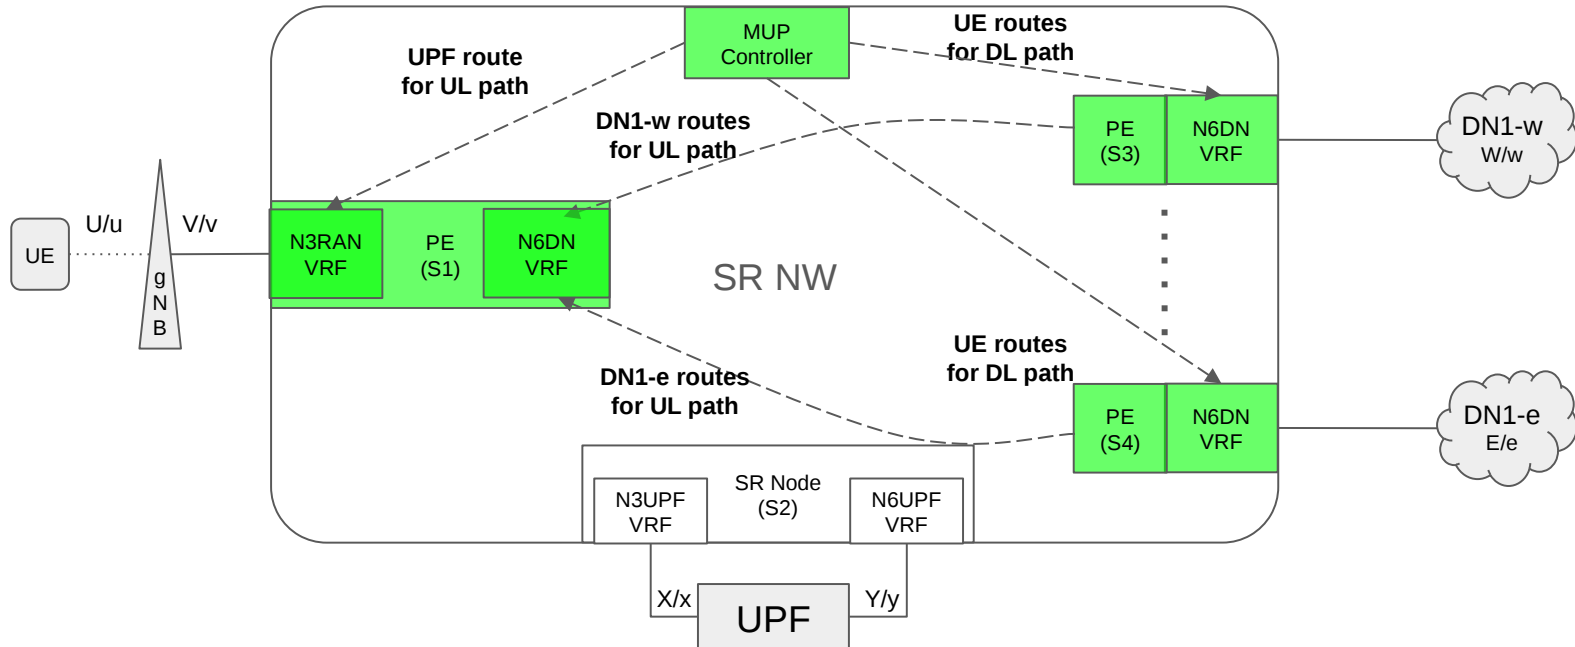 MUP
Controller
UE routes
for DL path
UPF route
for UL path
DN1-w routes
for UL path
PE
(S3)
N6DN
VRF
DN1-w
W/w
UE
U/u
V/v
g
N
B
N3RAN
VRF
PE
(S1)
N6DN
VRF
SR NW
UE routes
for DL path
DN1-e routes
for UL path
PE
(S4)
N6DN
VRF
DN1-e
E/e
SR Node
(S2)
N3UPF
VRF
N6UPF
VRF
X/x
Y/y
UPF